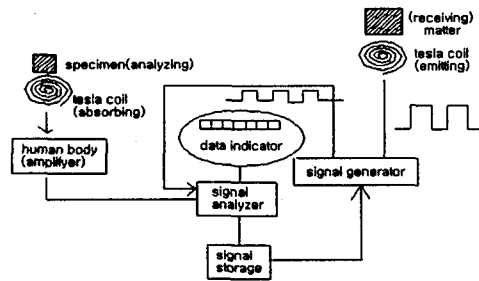 specimen(analyzing)
tesla coil
(absorbing)
human body
(amplifyer)
(receiving)
matter
tesla coil
(emitting)
data indicator
signal generator
signal
analyzer
signal
storage